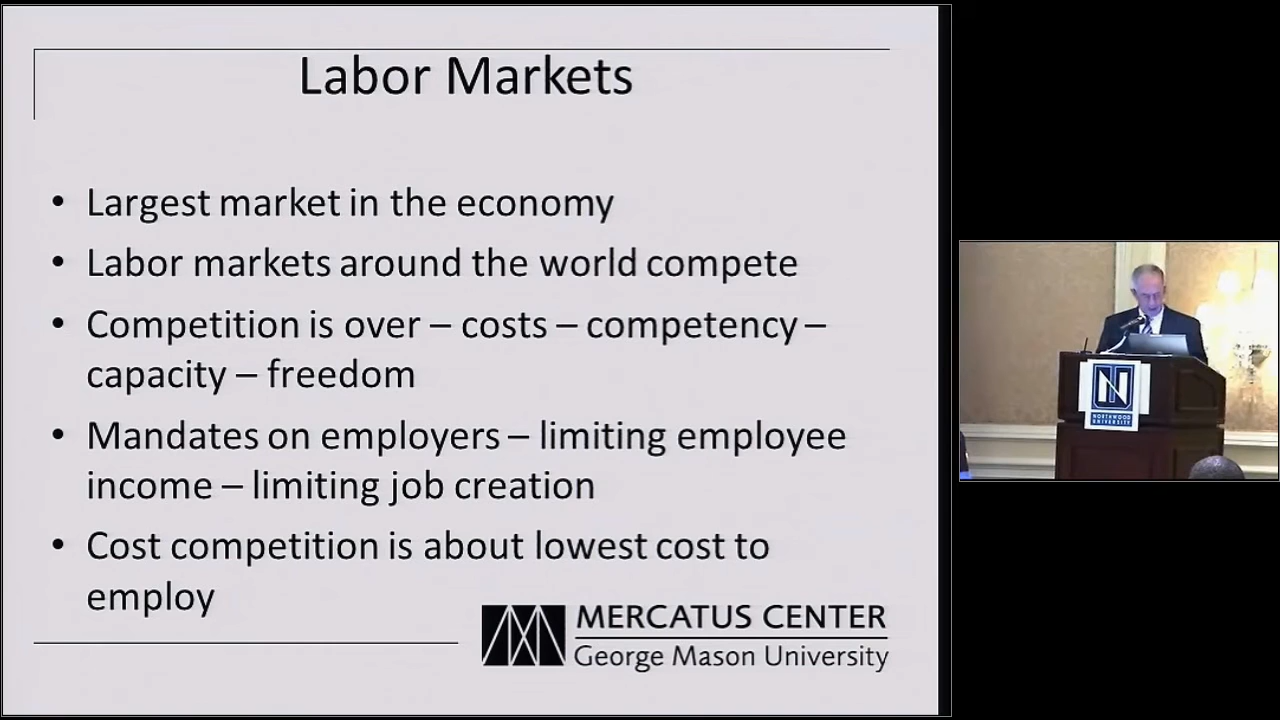 Labor Markets
• Largest market in the economy
• Labor markets around the world compete
• Competition is over – costs – competency –
capacity – freedom
• Mandates on employers – limiting employee
income – limiting job creation
• Cost competition is about lowest cost to
employ
MERCATUS CENTER
George Mason University
N
NORTHWOOD
UNIVERSITY